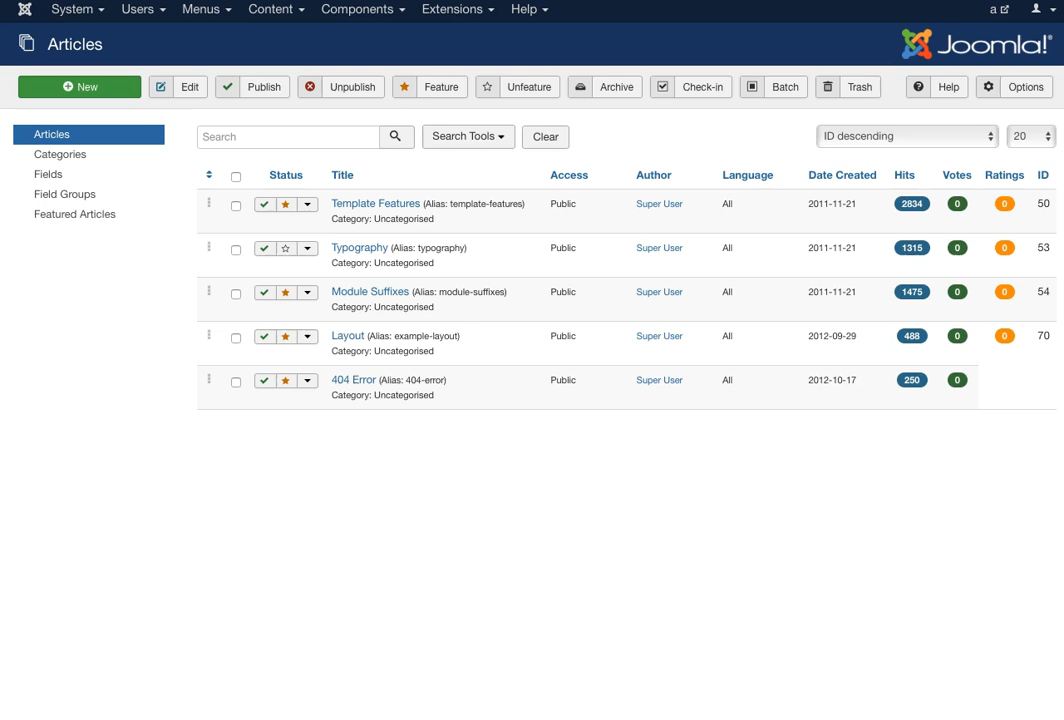 System Users Menus Content Components Extensions Help a
Articles Joomla!®
New Edit Publish Unpublish Feature Unfeature Archive Check-in Batch Trash Help Options
Articles
Categories
Fields
Field Groups
Featured Articles
Search Search Tools Clear ID descending 20
Status Title Access Author Language Date Created Hits Votes Ratings ID
Template Features (Alias: template-features) Public Super User All 2011-11-21 2834 0 0 50
Category: Uncategorised
Typography (Alias: typography) Public Super User All 2011-11-21 1315 0 0 53
Category: Uncategorised
Module Suffixes (Alias: module-suffixes) Public Super User All 2011-11-21 1475 0 0 54
Category: Uncategorised
Layout (Alias: example-layout) Public Super User All 2012-09-29 488 0 0 70
Category: Uncategorised
404 Error (Alias: 404-error) Public Super User All 2012-10-17 250 0
Category: Uncategorised